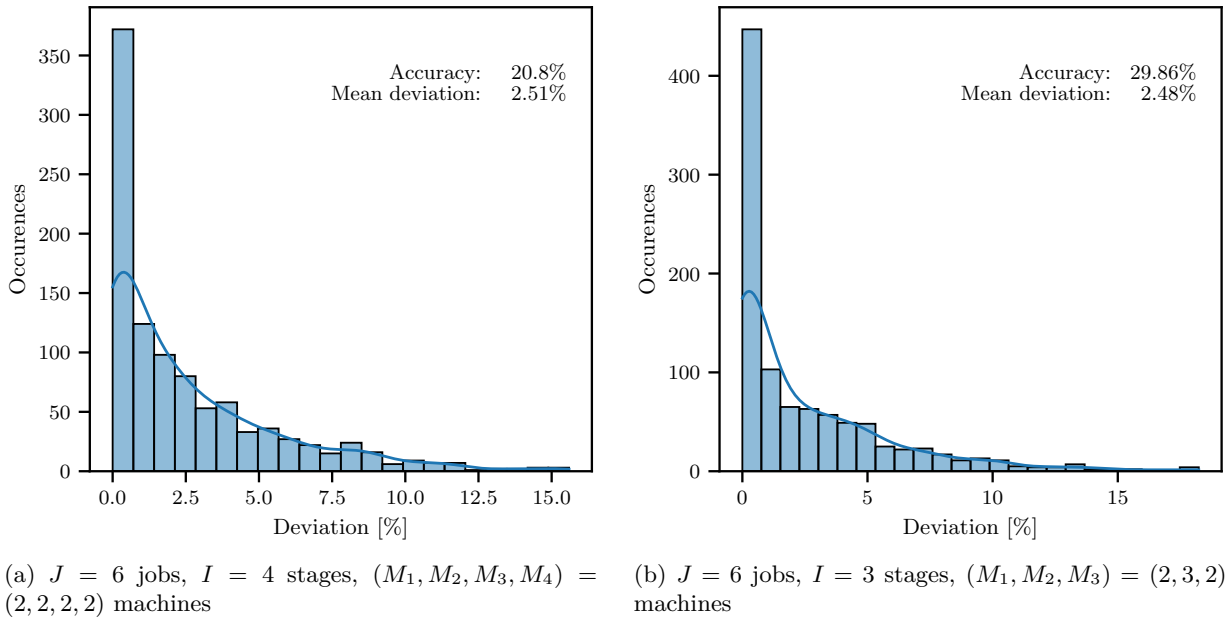 350
300
250
200
150
100
50
0
Occurences
Accuracy: 20.8%
Mean deviation: 2.51%
0.0 2.5 5.0 7.5 10.0 12.5 15.0
Deviation [%]
(a) J = 6 jobs, I = 4 stages, (M₁, M₂, M₃, M₄) =
(2, 2, 2, 2) machines
400
300
200
100
0
Occurences
Accuracy: 29.86%
Mean deviation: 2.48%
0 5 10 15
Deviation [%]
(b) J = 6 jobs, I = 3 stages, (M₁, M₂, M₃) = (2, 3, 2)
machines